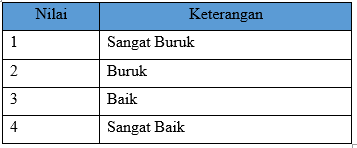 Nilai Keterangan
1 Sangat Buruk
2 Buruk
3 Baik
4 Sangat Baik